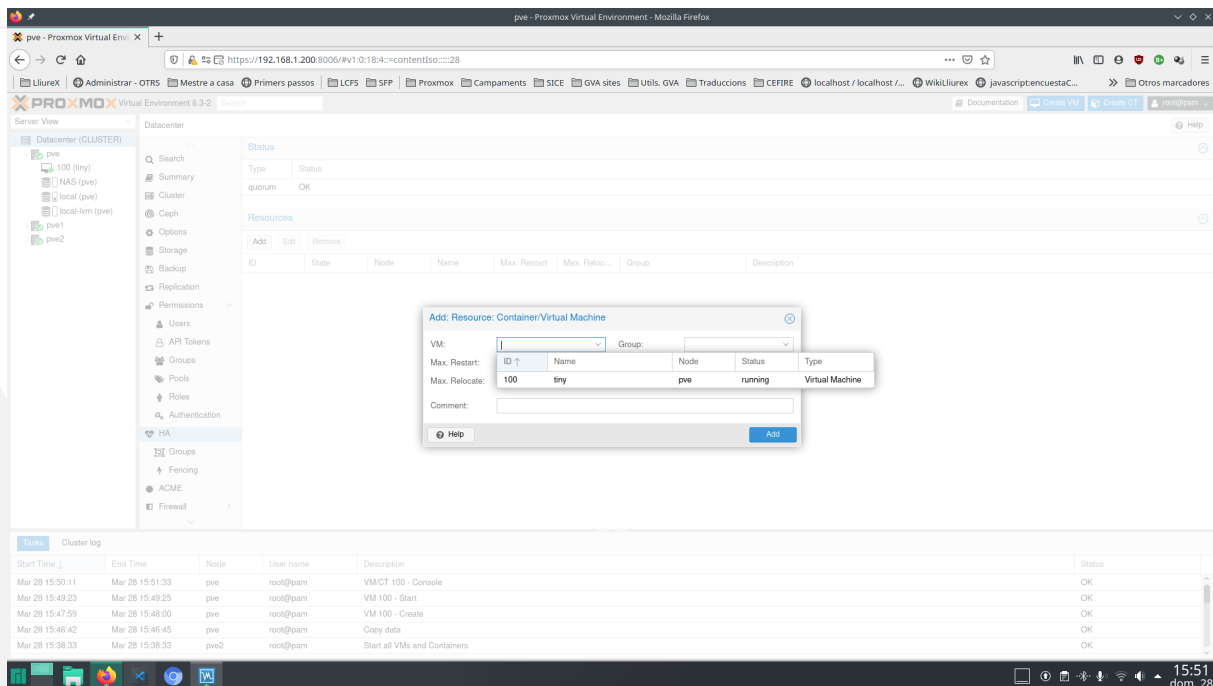 pve - Proxmox Virtual Environment - Mozilla Firefox
pve - Proxmox Virtual Envi
https://192.168.1.200:8006/#v1:0:18:4::=contentIso:::::28
LliureX Administrar - OTRS Mestre a casa Primers passos LCFS SFP Proxmox Campaments SICE GVA sites Utils. GVA Traduccions CEFIRE localhost / localhost /... WikiLliurex javascript:encuestaC... Otros marcadores
PROXMOX Virtual Environment 6.3-2 Search Documentation Create VM Create CT root@pam
Server View
Datacenter (CLUSTER)
pve
100 (tiny)
NAS (pve)
local (pve)
local-lvm (pve)
pve1
pve2
Datacenter
Help
Search
Summary
Cluster
Ceph
Options
Storage
Backup
Replication
Permissions
Users
API Tokens
Groups
Pools
Roles
Authentication
HA
Groups
Fencing
ACME
Firewall
Status
Type Status
quorum OK
Resources
Add Edit Remove
ID State Node Name Max. Restart Max. Reloc... Group Description
Add: Resource: Container/Virtual Machine
VM: Group:
Max. Restart:
Max. Relocate:
ID Name Node Status Type
100 tiny pve running Virtual Machine
Comment:
Help Add
Tasks Cluster log
Start Time End Time Node User name Description Status
Mar 28 15:50:11 Mar 28 15:51:33 pve root@pam VM/CT 100 - Console OK
Mar 28 15:49:23 Mar 28 15:49:25 pve root@pam VM 100 - Start OK
Mar 28 15:47:59 Mar 28 15:48:00 pve root@pam VM 100 - Create OK
Mar 28 15:46:42 Mar 28 15:46:45 pve root@pam Copy data OK
Mar 28 15:38:33 Mar 28 15:38:33 pve2 root@pam Start all VMs and Containers OK
15:51
dom. 28